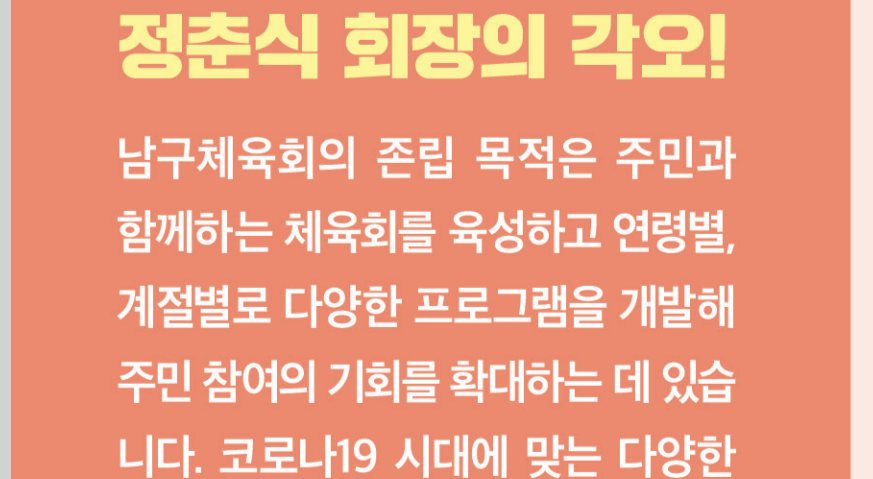 정춘식 회장의 각오!
남구체육회의 존립 목적은 주민과
함께하는 체육회를 육성하고 연령별,
계절별로 다양한 프로그램을 개발해
주민 참여의 기회를 확대하는 데 있습
니다. 코로나19 시대에 맞는 다양한